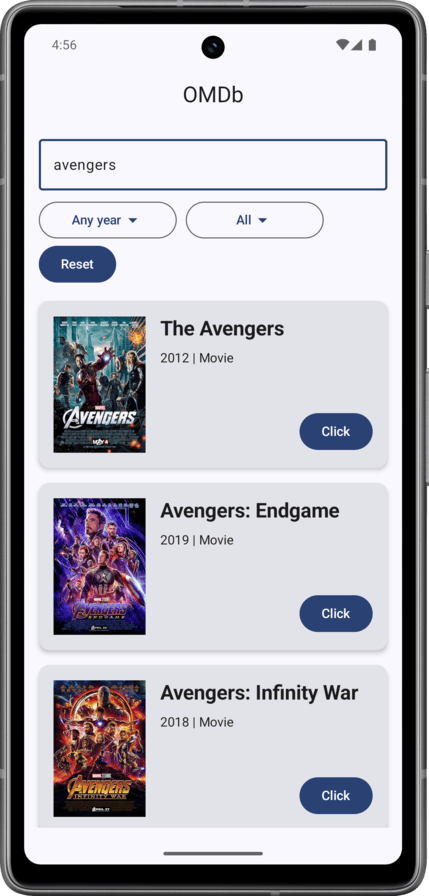 4:56
OMDb
avengers
Any year
All
Reset
The Avengers
2012 | Movie
MARVEL
AVENGERS
Click
Avengers: Endgame
2019 | Movie
AVENGERS
ENDGAME
Click
Avengers: Infinity War
2018 | Movie
AVENGERS
INFINITY WAR
Click